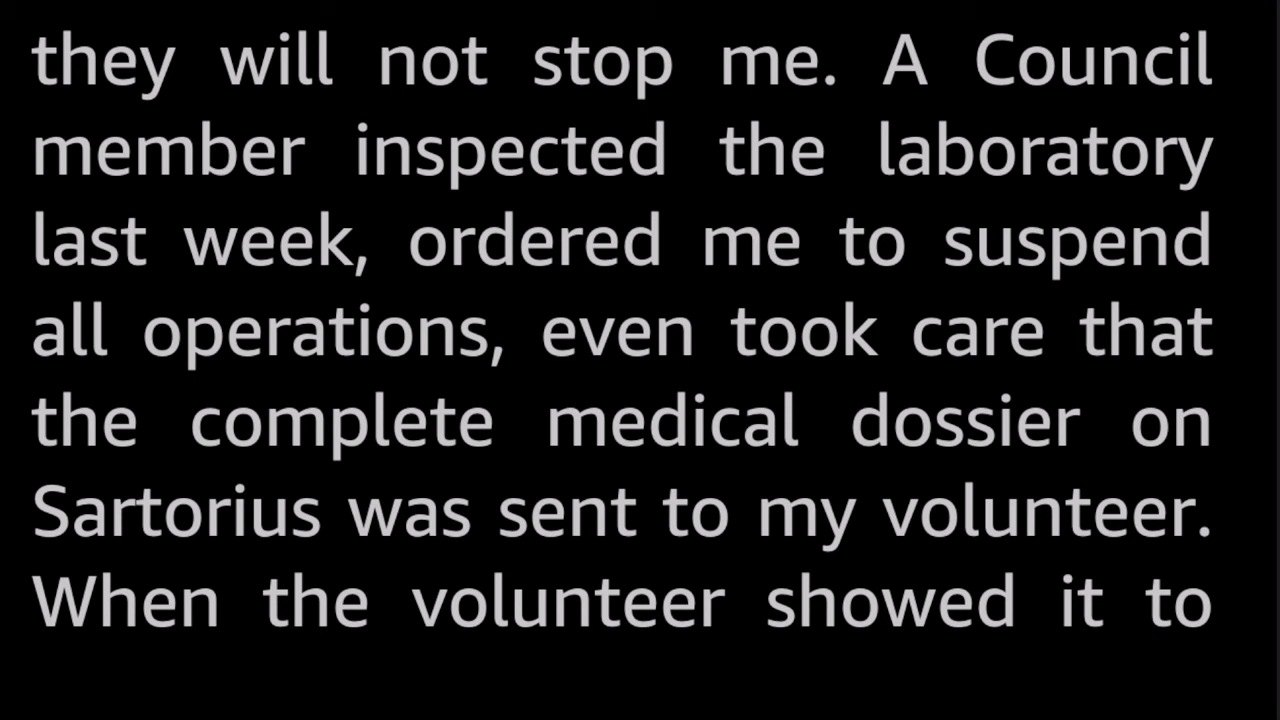 they will not stop me. A Council
member inspected the laboratory
last week, ordered me to suspend
all operations, even took care that
the complete medical dossier on
Sartorius was sent to my volunteer.
When the volunteer showed it to